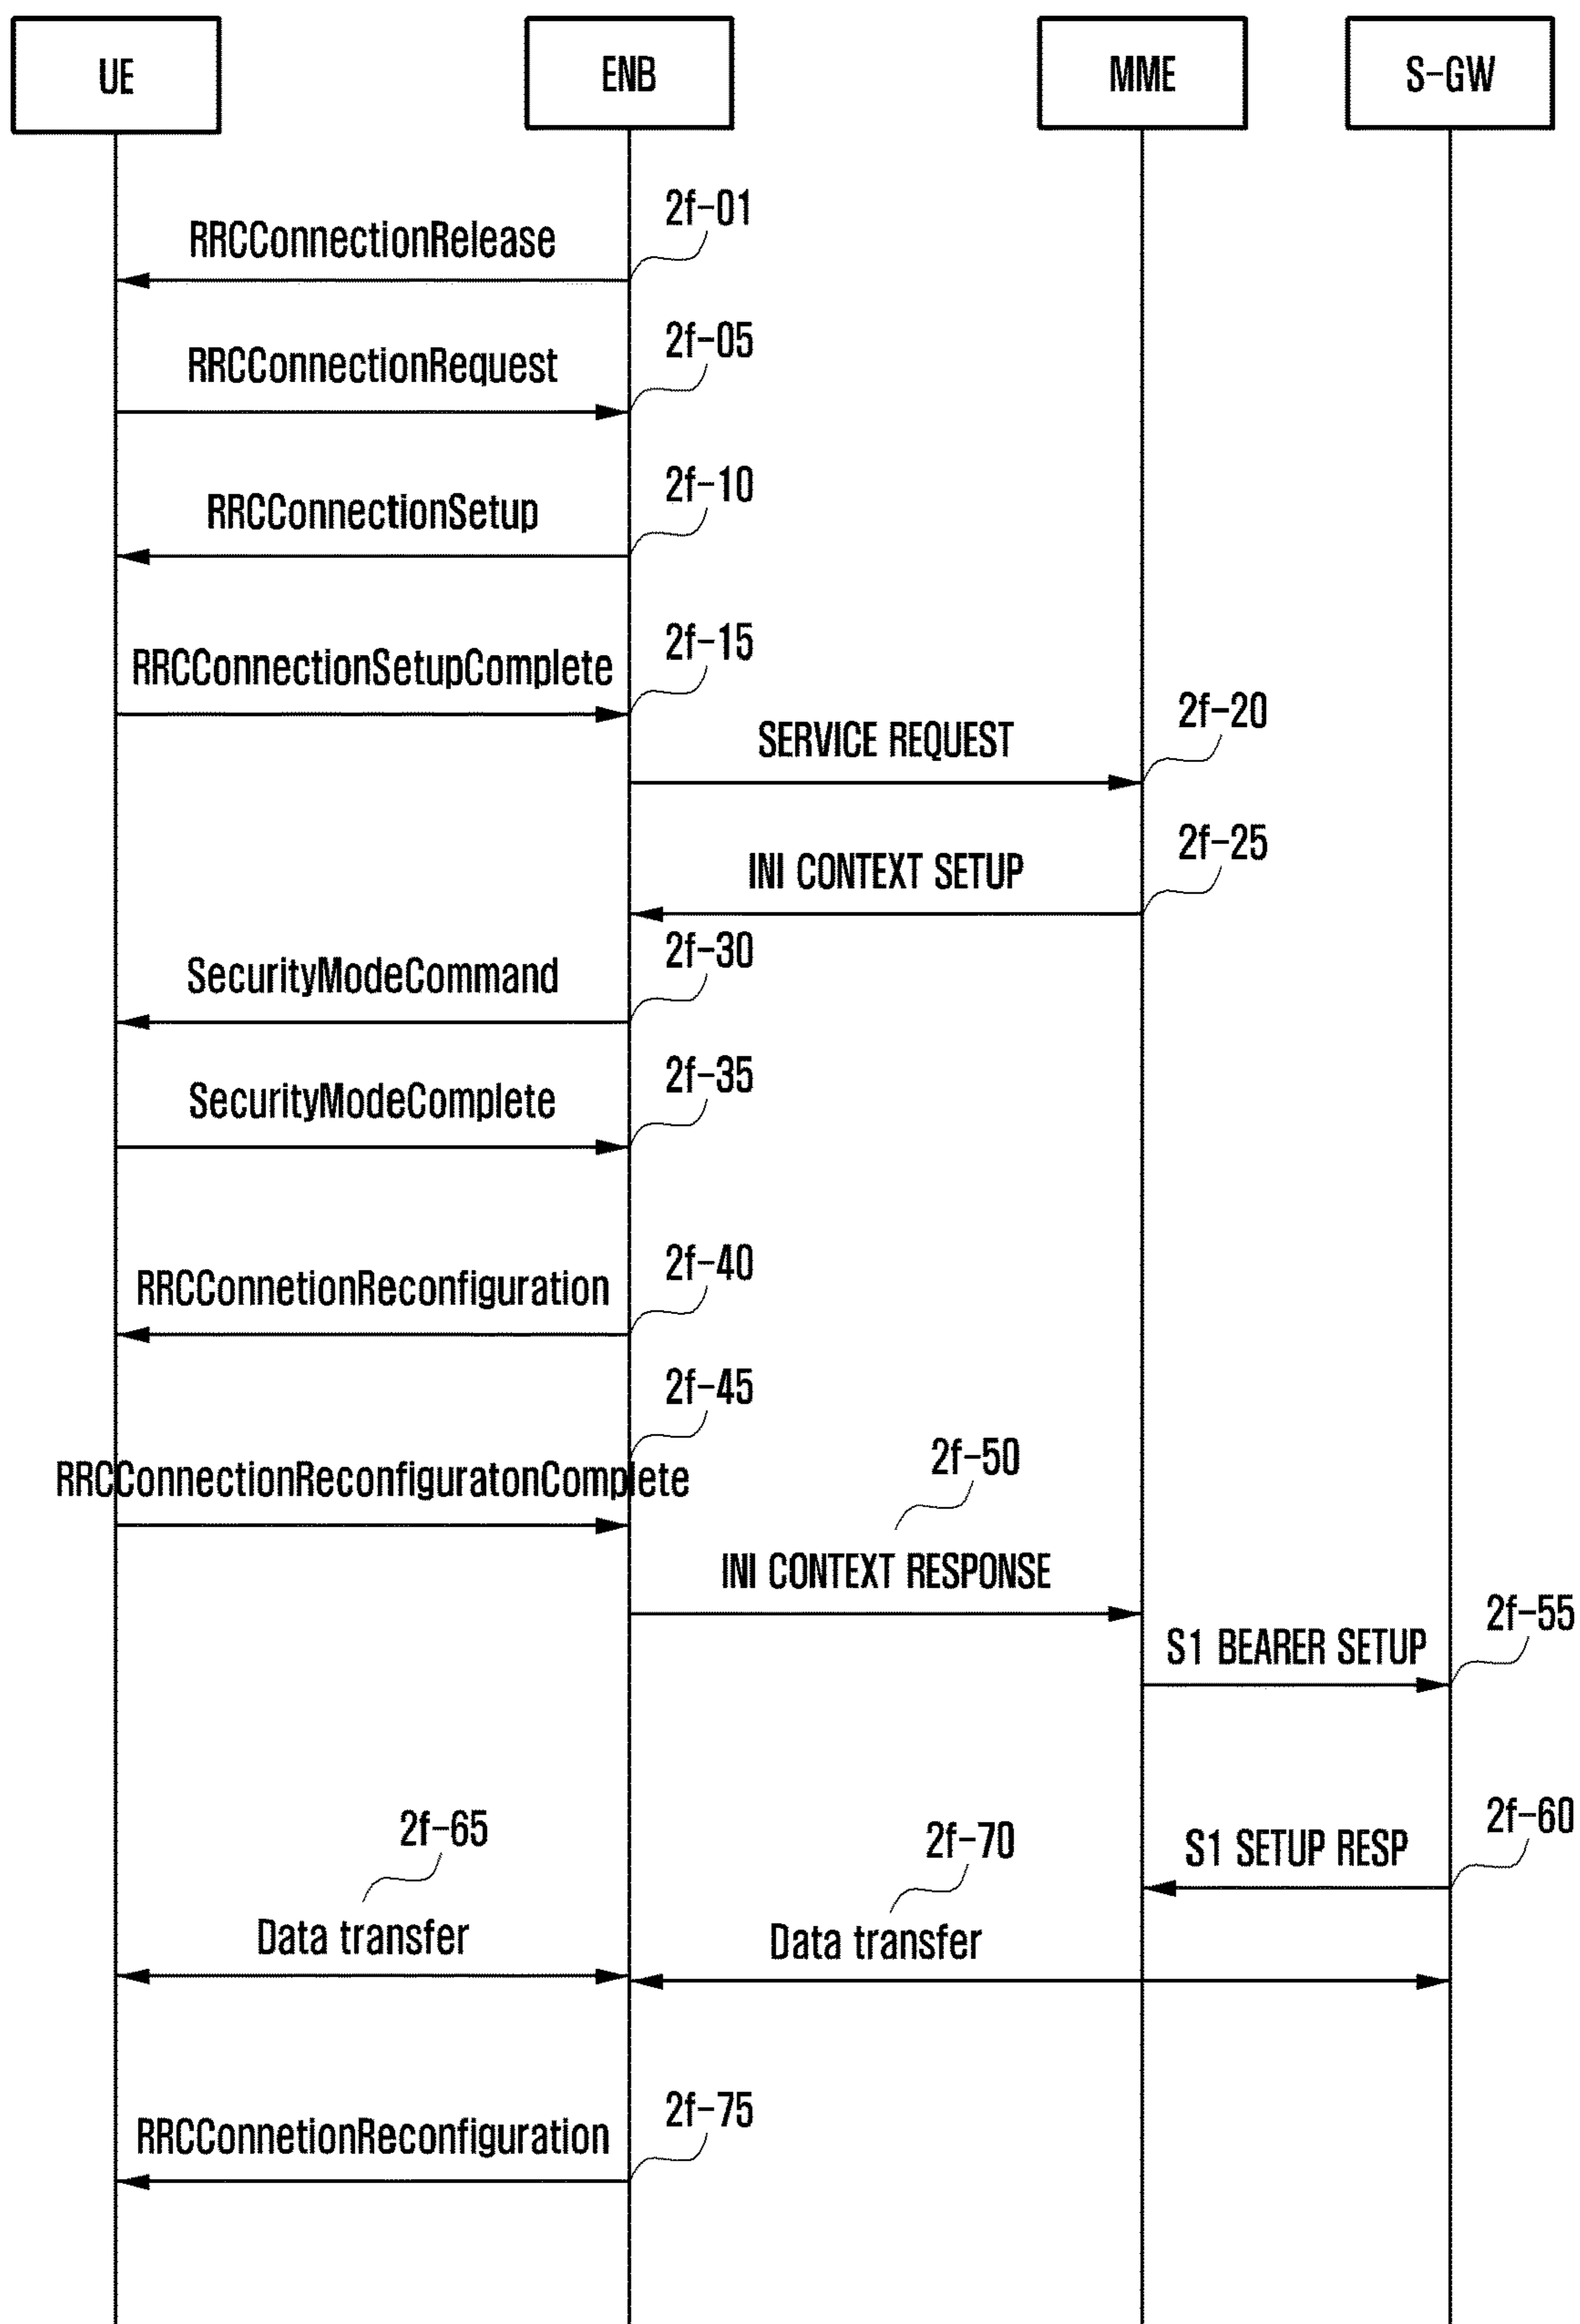 UE
ENB
MME
S-GW
2f-01
RRCConnectionRelease
2f-05
RRCConnectionRequest
2f-10
RRCConnectionSetup
2f-15
RRCConnectionSetupComplete
2f-20
SERVICE REQUEST
2f-25
INI CONTEXT SETUP
2f-30
SecurityModeCommand
2f-35
SecurityModeComplete
2f-40
RRCConnetionReconfiguration
2f-45
RRCConnectionReconfiguratonComplete
2f-50
INI CONTEXT RESPONSE
2f-55
S1 BEARER SETUP
2f-60
S1 SETUP RESP
2f-65
Data transfer
2f-70
Data transfer
2f-75
RRCConnetionReconfiguration